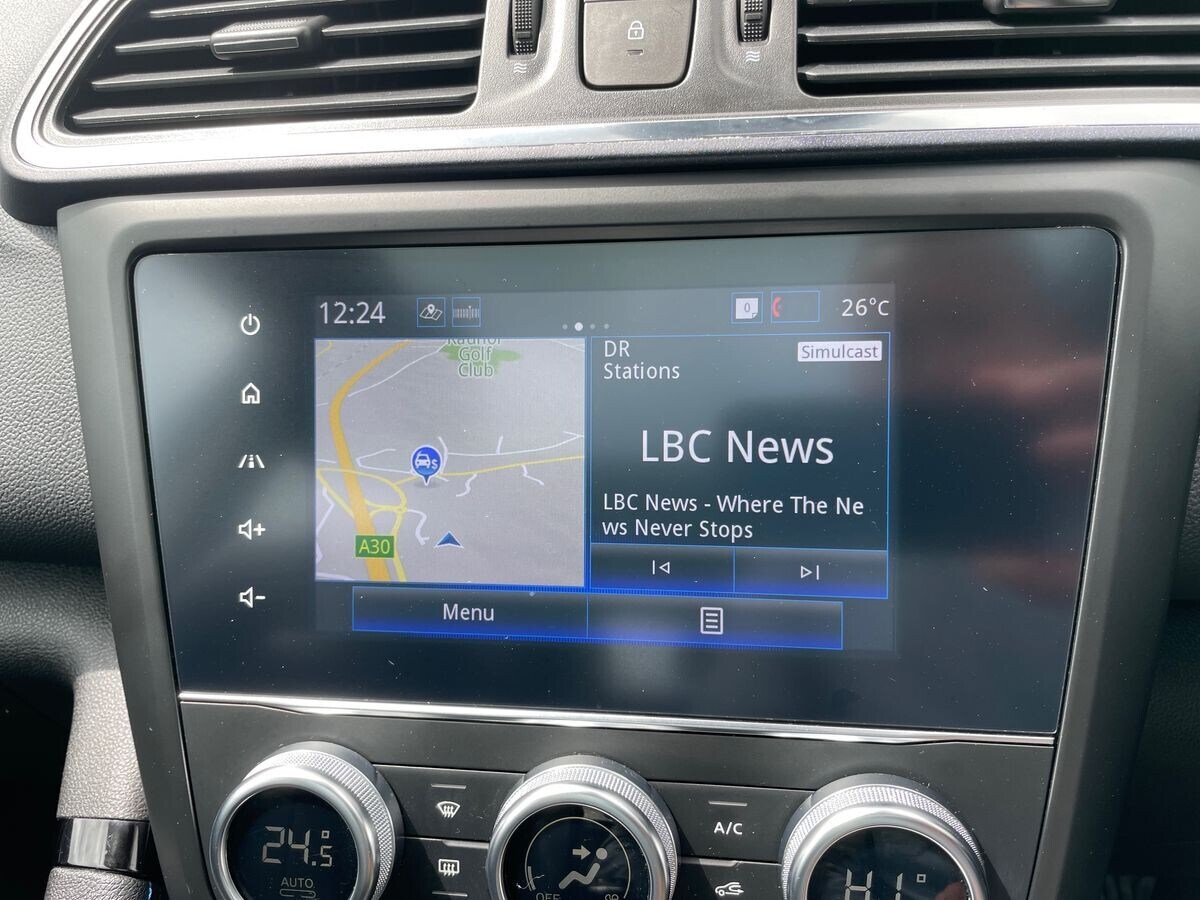 12:24
0
26°C
Radnor
Golf
Club
A30
DR
Stations
Simulcast
LBC News
LBC News - Where The Ne
ws Never Stops
Menu
24.5°
AUTO
OFF
A/C